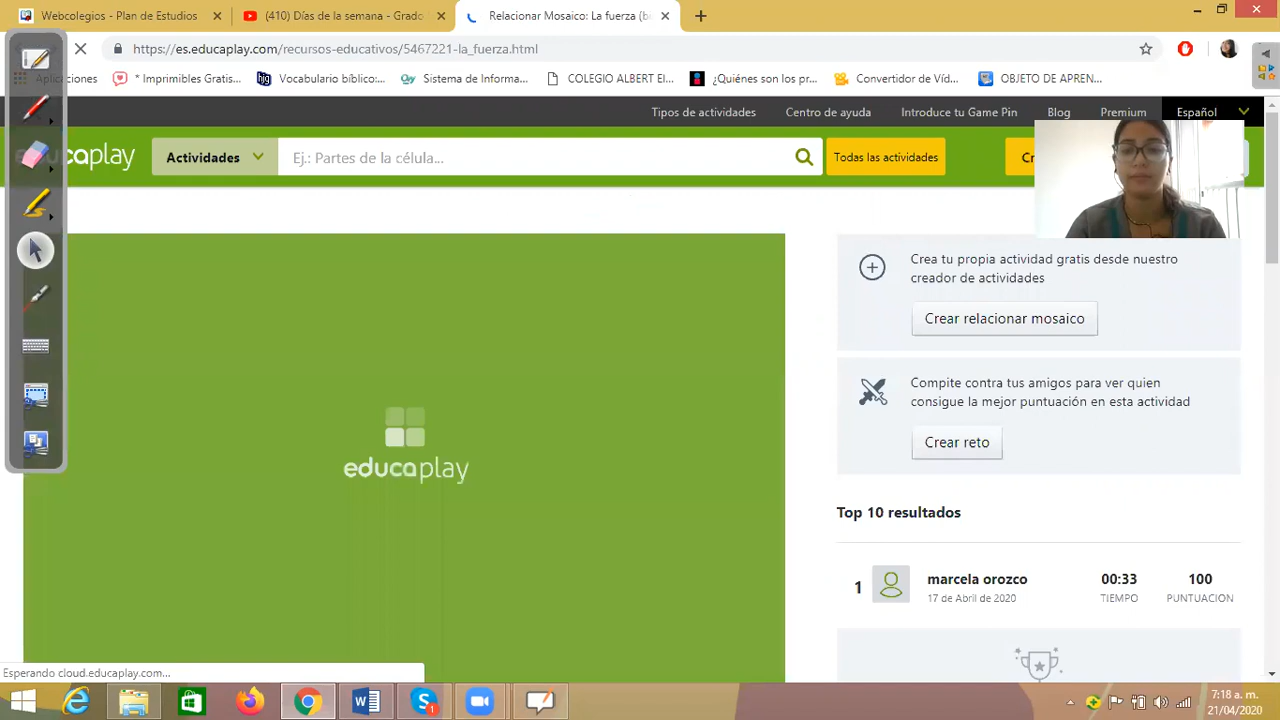 Webcolegios - Plan de Estudios
(410) Días de la semana - Grado
Relacionar Mosaico: La fuerza (b
https://es.educaplay.com/recursos-educativos/5467221-la_fuerza.html
Aplicaciones
* Imprimibles Gratis...
Vocabulario bíblico:...
Sistema de Informa...
COLEGIO ALBERT EI...
¿Quiénes son los pr...
Convertidor de Víd...
OBJETO DE APREN...
Tipos de actividades
Centro de ayuda
Introduce tu Game Pin
Blog
Premium
Español
caplay
Actividades
Ej.: Partes de la célula...
Todas las actividades
Cr
Crea tu propia actividad gratis desde nuestro
creador de actividades
Crear relacionar mosaico
Compite contra tus amigos para ver quien
consigue la mejor puntuación en esta actividad
Crear reto
educaplay
Top 10 resultados
1
marcela orozco
17 de Abril de 2020
00:33
TIEMPO
100
PUNTUACION
Esperando cloud.educaplay.com...
7:18 a. m.
21/04/2020